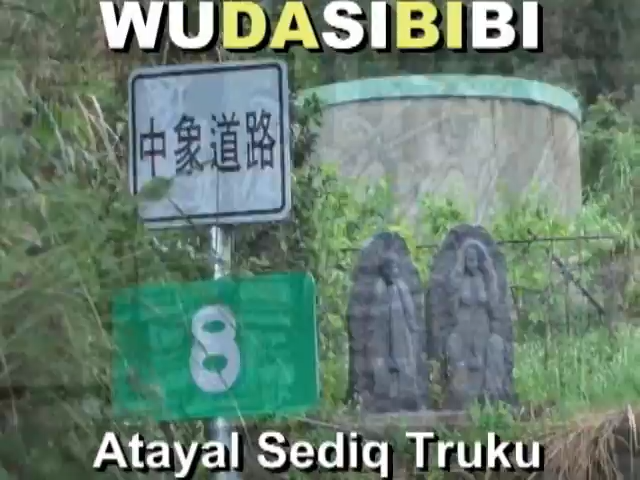 WUDASIBIBI
中象道路
8
Atayal Sediq Truku